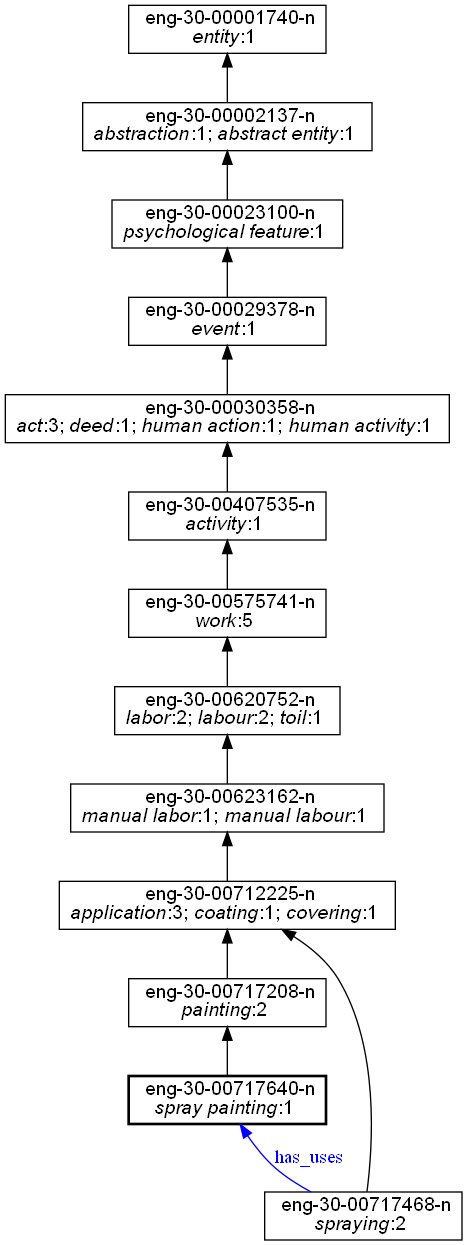 eng-30-00001740-n
entity:1
eng-30-00002137-n
abstraction:1; abstract entity:1
eng-30-00023100-n
psychological feature:1
eng-30-00029378-n
event:1
eng-30-00030358-n
act:3; deed:1; human action:1; human activity:1
eng-30-00407535-n
activity:1
eng-30-00575741-n
work:5
eng-30-00620752-n
labor:2; labour:2; toil:1
eng-30-00623162-n
manual labor:1; manual labour:1
eng-30-00712225-n
application:3; coating:1; covering:1
eng-30-00717208-n
painting:2
eng-30-00717640-n
spray painting:1
has_uses
eng-30-00717468-n
spraying:2